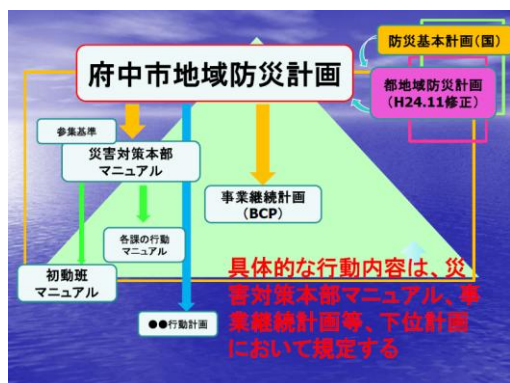 防災基本計画(国)
府中市地域防災計画
都地域防災計画
(H24.11修正)
参集基準
災害対策本部
マニュアル
事業継続計画
(BCP)
各課の行動
マニュアル
初動班
マニュアル
●●行動計画
具体的な行動内容は、災
害対策本部マニュアル、事
業継続計画等、下位計画
において規定する